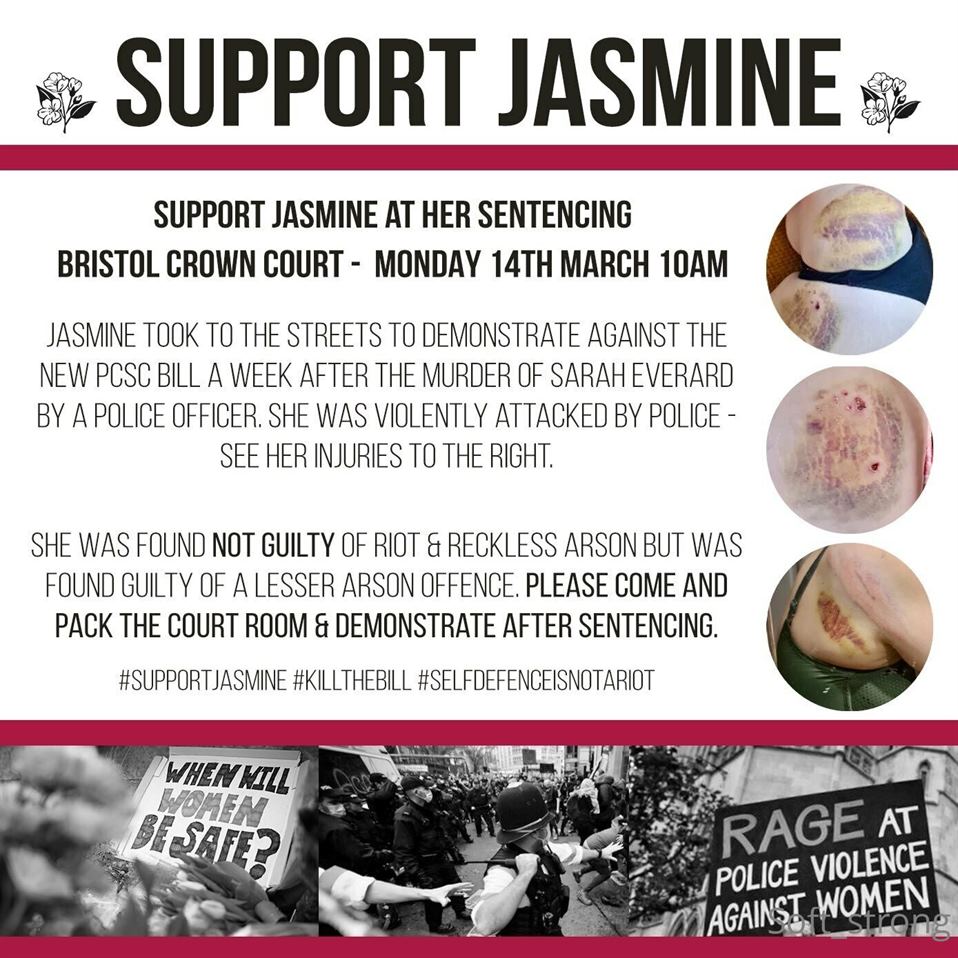 SUPPORT JASMINE
SUPPORT JASMINE AT HER SENTENCING
BRISTOL CROWN COURT - MONDAY 14TH MARCH 10AM
JASMINE TOOK TO THE STREETS TO DEMONSTRATE AGAINST THE
NEW PCSC BILL A WEEK AFTER THE MURDER OF SARAH EVERARD
BY A POLICE OFFICER. SHE WAS VIOLENTLY ATTACKED BY POLICE -
SEE HER INJURIES TO THE RIGHT.
SHE WAS FOUND NOT GUILTY OF RIOT & RECKLESS ARSON BUT WAS
FOUND GUILTY OF A LESSER ARSON OFFENCE. PLEASE COME AND
PACK THE COURT ROOM & DEMONSTRATE AFTER SENTENCING.
#SUPPORTJASMINE #KILLTHEBILL #SELFDEFENCEISNOTARIOT
WHEN WILL
WOMEN
BE SAFE?
RAGE AT
POLICE VIOLENCE
AGAINST WOMEN
Soft_strong